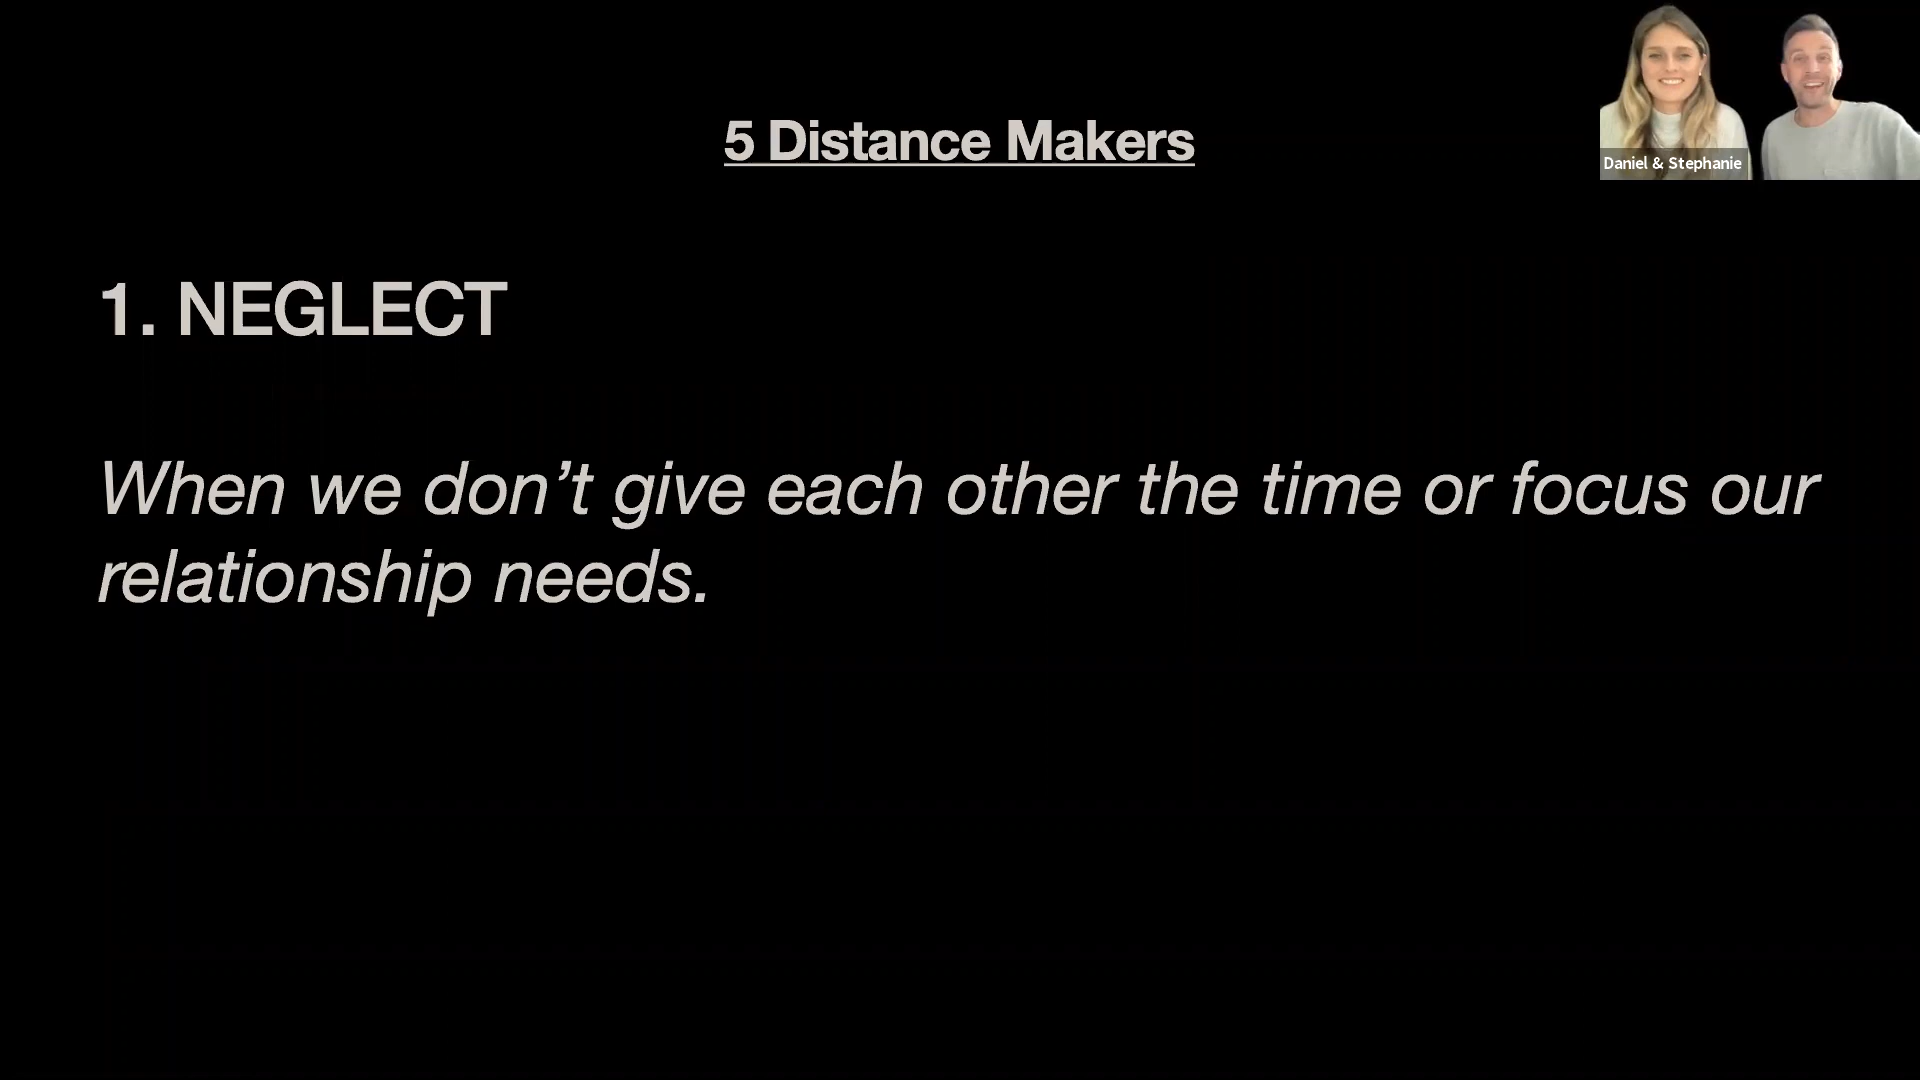 5 Distance Makers
Daniel & Stephanie
1. NEGLECT
When we don’t give each other the time or focus our
relationship needs.